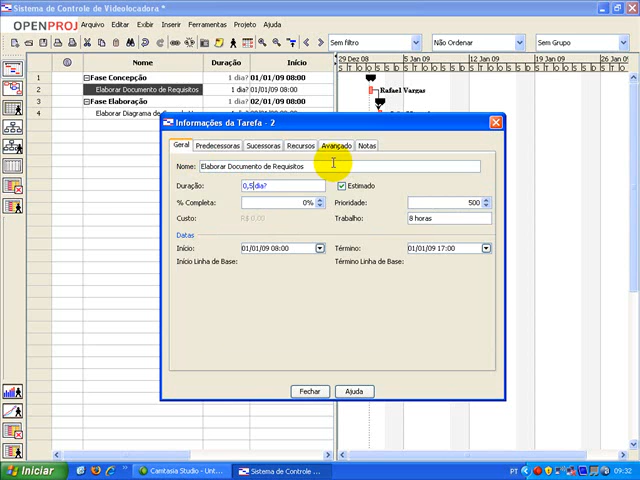 Sistema de Controle de Videolocadora *
OPENPROJ
Arquivo Editar Exibir Inserir Ferramentas Projeto Ajuda
Sem filtro
Não Ordenar
Sem Grupo
Nome Duração Início
29 Dez 08 5 Jan 09 12 Jan 09 19 Jan 09 26 Jan 09
1 Fase Concepção 1 dia? 01/01/09 08:00
2 Elaborar Documento de Requisitos 1 dia? 01/01/09 08:00
Rafael Vargas
3 Fase Elaboração 1 dia? 02/01/09 08:00
4 Elaborar Diagrama de
Informações da Tarefa - 2
Geral Predecessoras Sucessoras Recursos Avançado Notas
Nome: Elaborar Documento de Requisitos
Duração: 0,5dia? Estimado
% Completa: 0% Prioridade: 500
Custo: R$ 0,00 Trabalho: 8 horas
Datas
Início: 01/01/09 08:00 Término: 01/01/09 17:00
Início Linha de Base: Término Linha de Base:
Fechar Ajuda
Iniciar
Camtasia Studio - Unt...
Sistema de Controle ...
PT
09:32